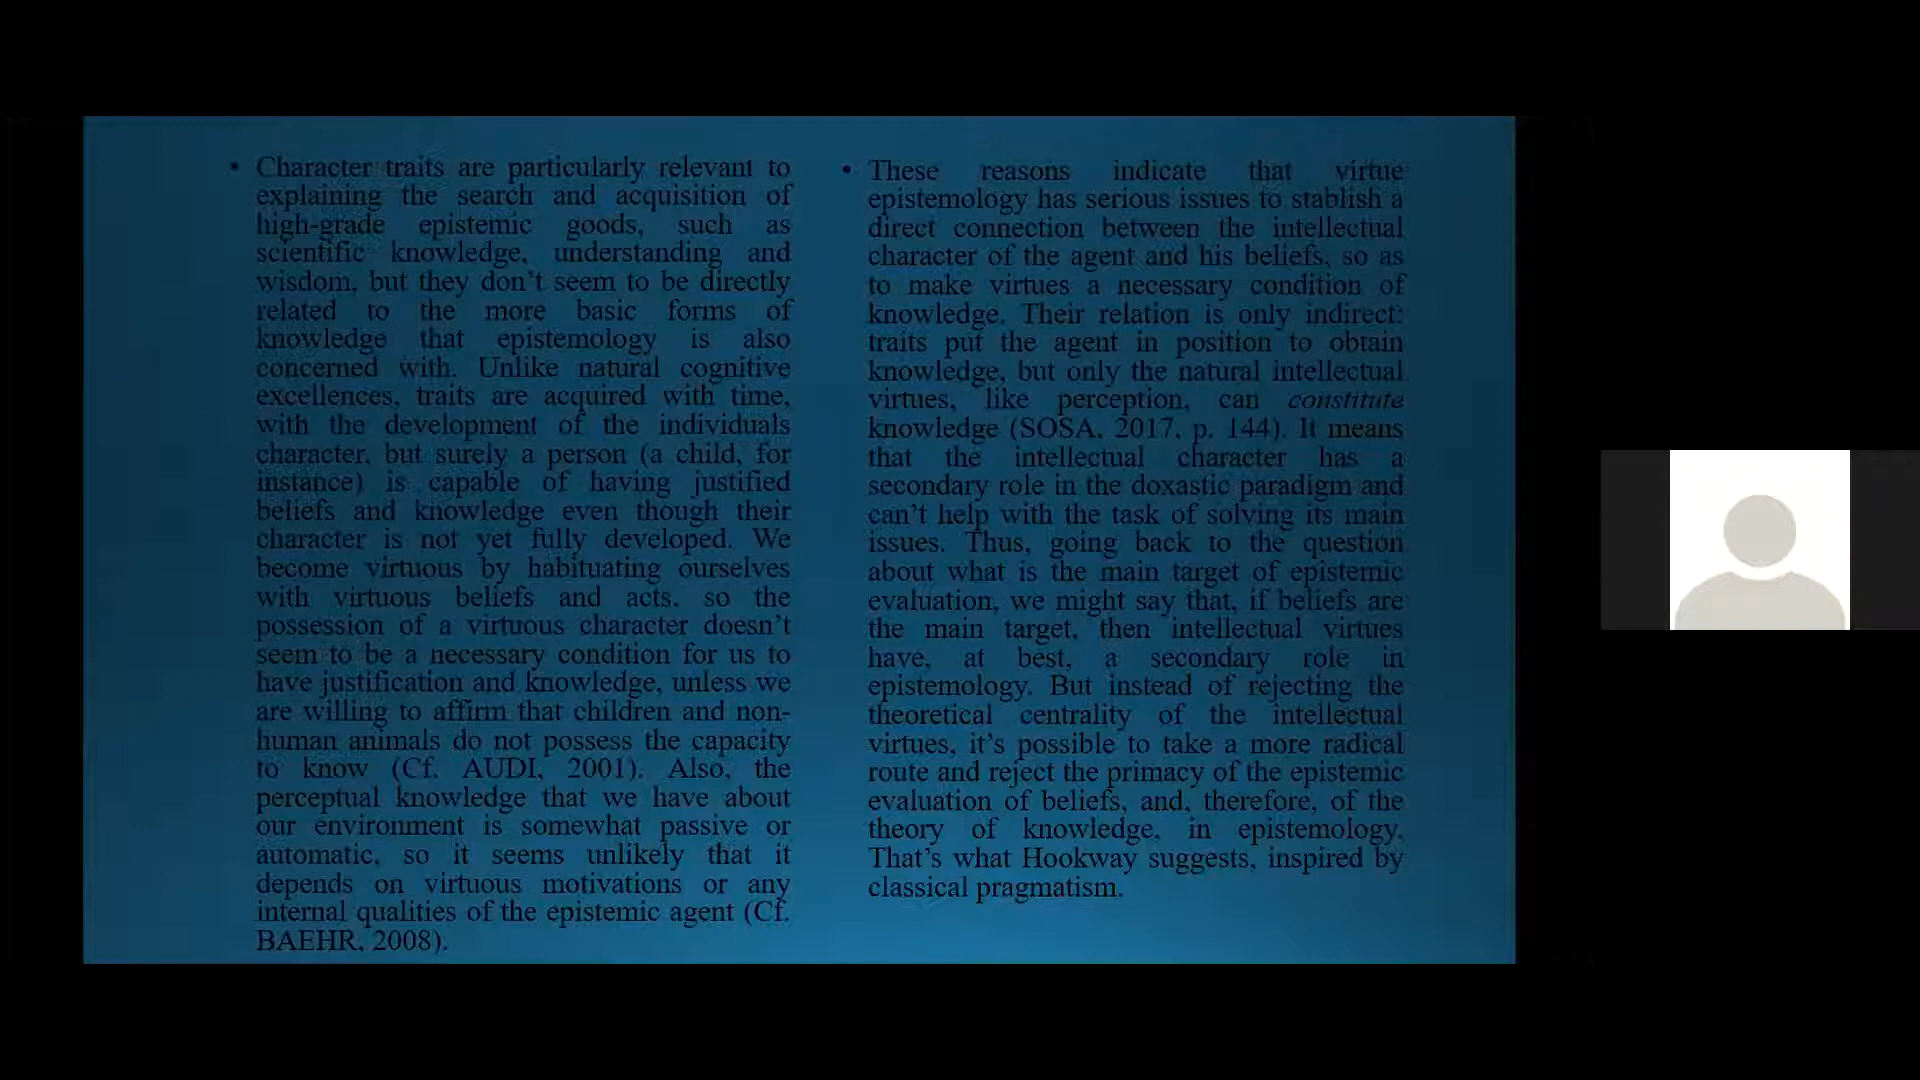 • Character traits are particularly relevant to
explaining the search and acquisition of
high-grade epistemic goods, such as
scientific knowledge, understanding and
wisdom, but they don’t seem to be directly
related to the more basic forms of
knowledge that epistemology is also
concerned with. Unlike natural cognitive
excellences, traits are acquired with time,
with the development of the individuals
character, but surely a person (a child, for
instance) is capable of having justified
beliefs and knowledge even though their
character is not yet fully developed. We
become virtuous by habituating ourselves
with virtuous beliefs and acts, so the
possession of a virtuous character doesn’t
seem to be a necessary condition for us to
have justification and knowledge, unless we
are willing to affirm that children and non-
human animals do not possess the capacity
to know (Cf. AUDI, 2001). Also, the
perceptual knowledge that we have about
our environment is somewhat passive or
automatic, so it seems unlikely that it
depends on virtuous motivations or any
internal qualities of the epistemic agent (Cf.
BAEHR, 2008).
• These reasons indicate that virtue
epistemology has serious issues to stablish a
direct connection between the intellectual
character of the agent and his beliefs, so as
to make virtues a necessary condition of
knowledge. Their relation is only indirect:
traits put the agent in position to obtain
knowledge, but only the natural intellectual
virtues, like perception, can constitute
knowledge (SOSA, 2017, p. 144). It means
that the intellectual character has a
secondary role in the doxastic paradigm and
can’t help with the task of solving its main
issues. Thus, going back to the question
about what is the main target of epistemic
evaluation, we might say that, if beliefs are
the main target, then intellectual virtues
have, at best, a secondary role in
epistemology. But instead of rejecting the
theoretical centrality of the intellectual
virtues, it’s possible to take a more radical
route and reject the primacy of the epistemic
evaluation of beliefs, and, therefore, of the
theory of knowledge, in epistemology.
That’s what Hookway suggests, inspired by
classical pragmatism.